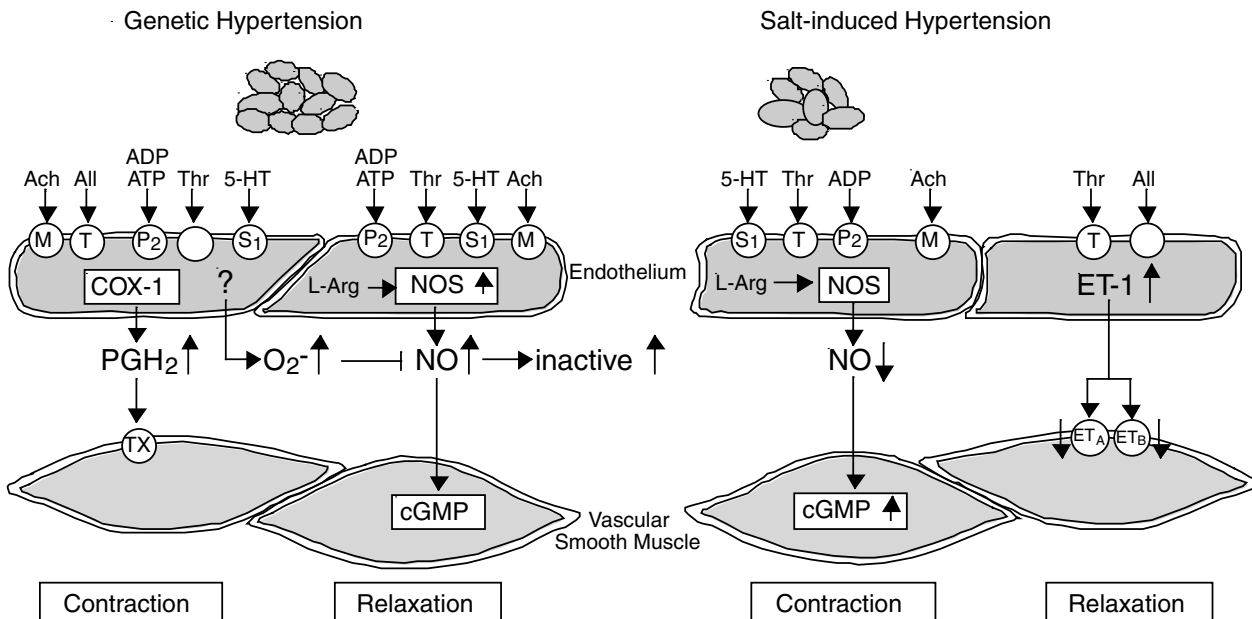 Genetic Hypertension
Salt-induced Hypertension
ADP
Ach All ATP Thr 5-HT
ADP
ATP Thr 5-HT Ach
5-HT Thr ADP Ach
Thr All
M T P2 S1
P2 T S1 M
S1 T P2 M
T
COX-1 ?
L-Arg NOS
Endothelium
L-Arg NOS
ET-1
PGH2 O2- NO inactive
NO
TX
ETA ETB
cGMP
cGMP
Vascular
Smooth Muscle
Contraction
Relaxation
Contraction
Relaxation